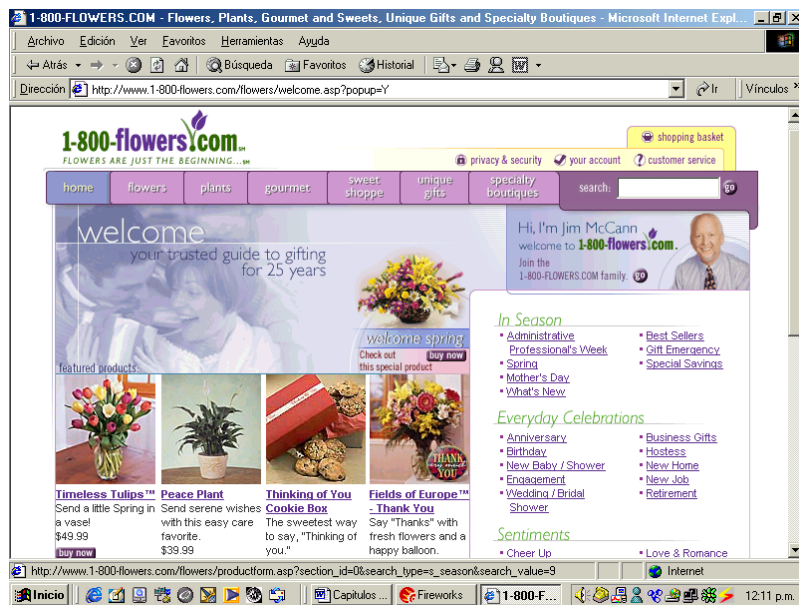 1-800-FLOWERS.COM - Flowers, Plants, Gourmet and Sweets, Unique Gifts and Specialty Boutiques - Microsoft Internet Expl...
Archivo Edición Ver Favoritos Herramientas Ayuda
Atrás Búsqueda Favoritos Historial
Dirección http://www.1-800-flowers.com/flowers/welcome.asp?popup=Y Ir Vínculos »
1-800-flowers.com SM
FLOWERS ARE JUST THE BEGINNING... SM
shopping basket
privacy & security your account customer service
home flowers plants gourmet sweet shoppe unique gifts specialty boutiques search: go
welcome
your trusted guide to gifting
for 25 years
Hi, I'm Jim McCann
welcome to 1-800-flowers.com.
Join the
1-800-FLOWERS.COM family. go
welcome spring
Check out buy now
this special product
featured products
THANK
very much
YOU
Timeless Tulips™
Send a little Spring in
a vase!
$49.99
buy now
Peace Plant
Send serene wishes
with this easy care
favorite.
$39.99
Thinking of You
Cookie Box
The sweetest way
to say, "Thinking of
you."
Fields of Europe™
- Thank You
Say "Thanks" with
fresh flowers and a
happy balloon.
In Season
Administrative
Professional's Week
Spring
Mother's Day
What's New
Best Sellers
Gift Emergency
Special Savings
Everyday Celebrations
Anniversary
Birthday
New Baby / Shower
Engagement
Wedding / Bridal
Shower
Business Gifts
Hostess
New Home
New Job
Retirement
Sentiments
Cheer Up
Love & Romance
http://www.1-800-flowers.com/flowers/productform.asp?section_id=0&search_type=s_season&search_value=9 Internet
Inicio Capitulos ... Fireworks 1-800-F... 12:11 p.m.